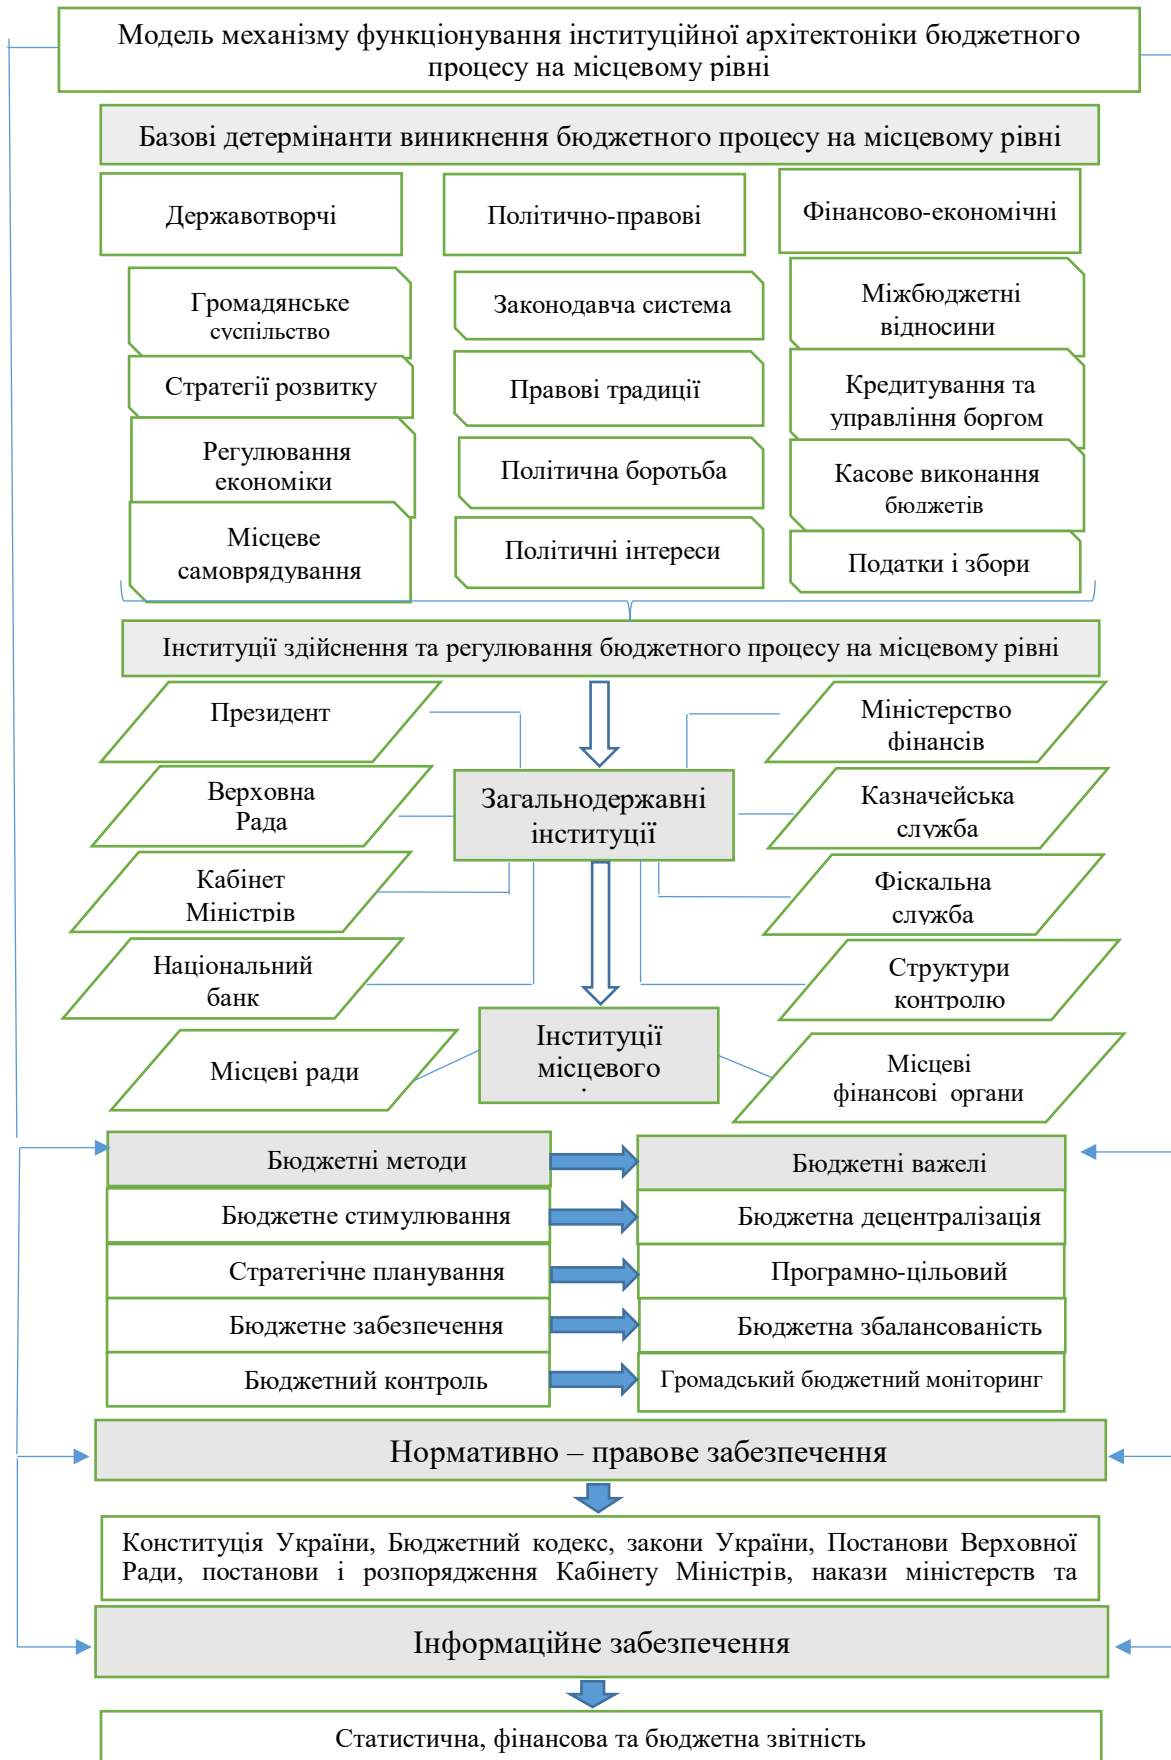 Модель механізму функціонування інституційної архітектоніки бюджетного
процесу на місцевому рівні
Базові детермінанти виникнення бюджетного процесу на місцевому рівні
Державотворчі
Політично-правові
Фінансово-економічні
Громадянське
суспільство
Законодавча система
Міжбюджетні
відносини
Стратегії розвитку
Правові традиції
Кредитування та
управління боргом
Регулювання
економіки
Політична боротьба
Касове виконання
бюджетів
Місцеве
самоврядування
Політичні інтереси
Податки і збори
Інституції здійснення та регулювання бюджетного процесу на місцевому рівні
Президент
Міністерство
фінансів
Верховна
Рада
Загальнодержавні
інституції
Казначейська
служба
Кабінет
Міністрів
Фіскальна
служба
Національний
банк
Структури
контролю
Місцеві ради
Інституції
місцевого
Місцеві
фінансові органи
Бюджетні методи
Бюджетні важелі
Бюджетне стимулювання
Бюджетна децентралізація
Стратегічне планування
Програмно-цільовий
Бюджетне забезпечення
Бюджетна збалансованість
Бюджетний контроль
Громадський бюджетний моніторинг
Нормативно – правове забезпечення
Конституція України, Бюджетний кодекс, закони України, Постанови Верховної
Ради, постанови і розпорядження Кабінету Міністрів, накази міністерств та
Інформаційне забезпечення
Статистична, фінансова та бюджетна звітність